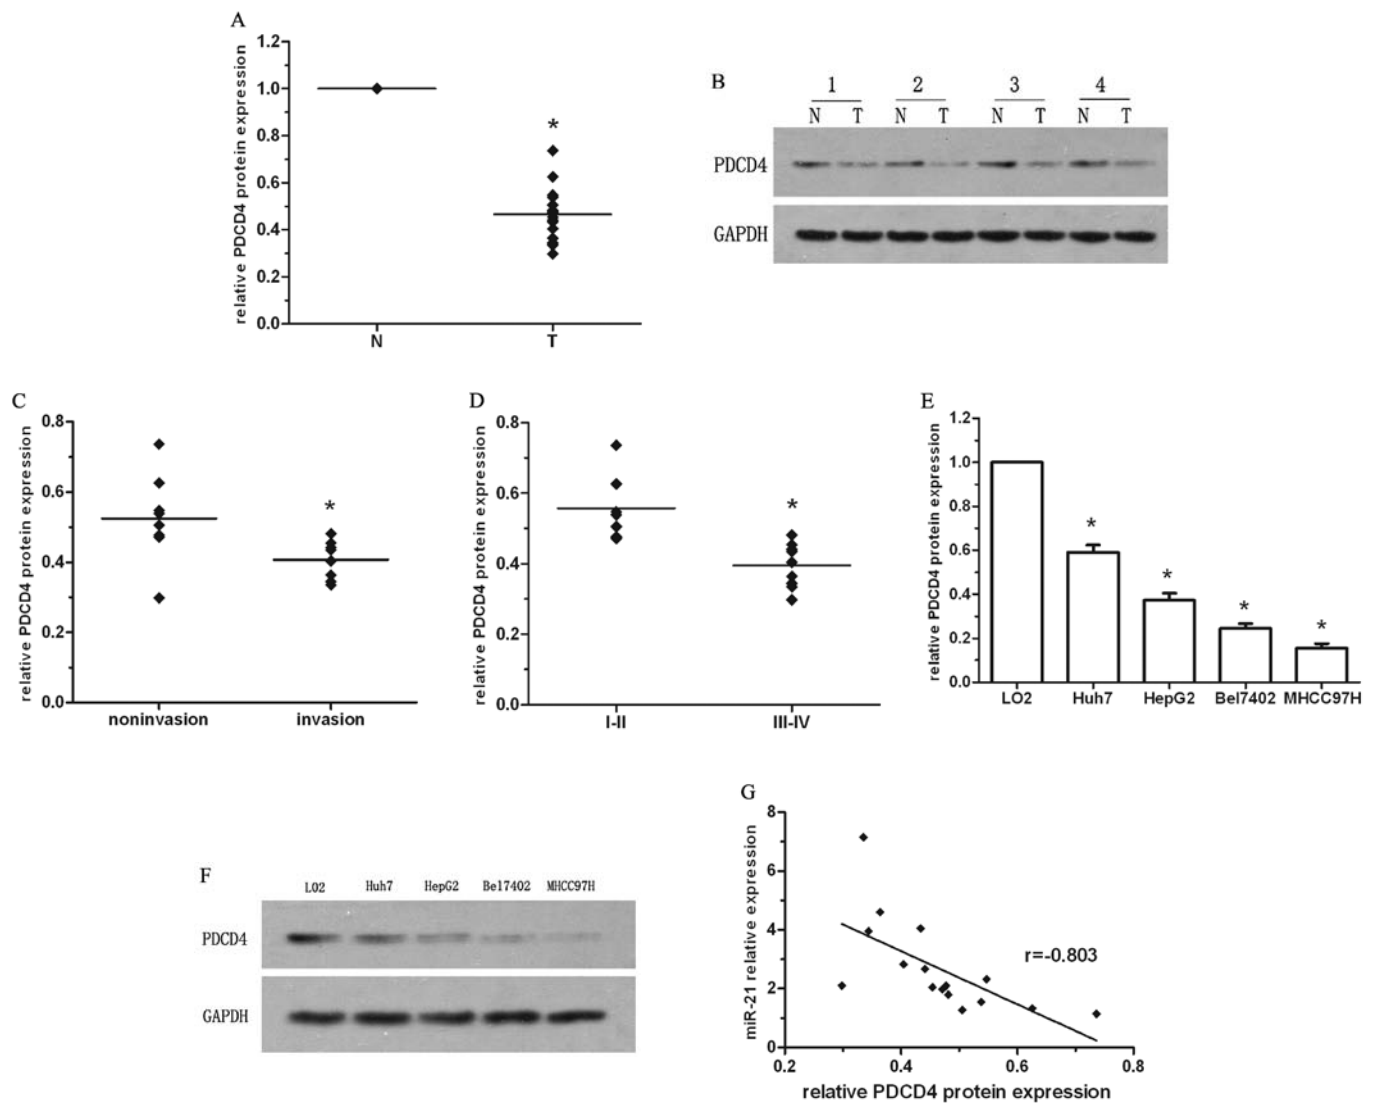 A
relative PDCD4 protein expression
1.2
1.0
0.8
0.6
0.4
0.2
0.0
*
N T
B
1 2 3 4
N T N T N T N T
PDCD4
GAPDH
C
relative PDCD4 protein expression
0.8
0.6
0.4
0.2
0.0
*
noninvasion invasion
D
relative PDCD4 protein expression
0.8
0.6
0.4
0.2
0.0
*
I-II III-IV
E
relative PDCD4 protein expression
1.2
1.0
0.8
0.6
0.4
0.2
0.0
* * * *
LO2 Huh7 HepG2 Bel7402 MHCC97H
F
LO2 Huh7 HepG2 Bel7402 MHCC97H
PDCD4
GAPDH
G
miR-21 relative expression
8
6
4
2
0
r=-0.803
0.2 0.4 0.6 0.8
relative PDCD4 protein expression